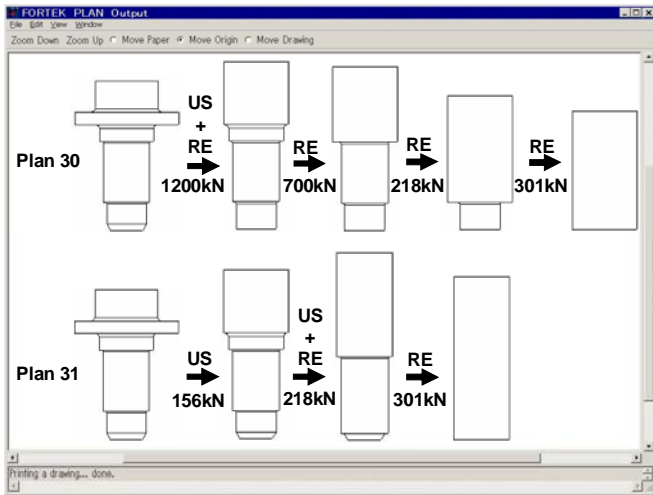 FORTEK PLAN Output
File Edit View Window
Zoom Down Zoom Up Move Paper Move Origin Move Drawing
Plan 30
US
+
RE
1200kN
RE
700kN
RE
218kN
RE
301kN
Plan 31
US
156kN
US
+
RE
218kN
RE
301kN
Printing a drawing... done.